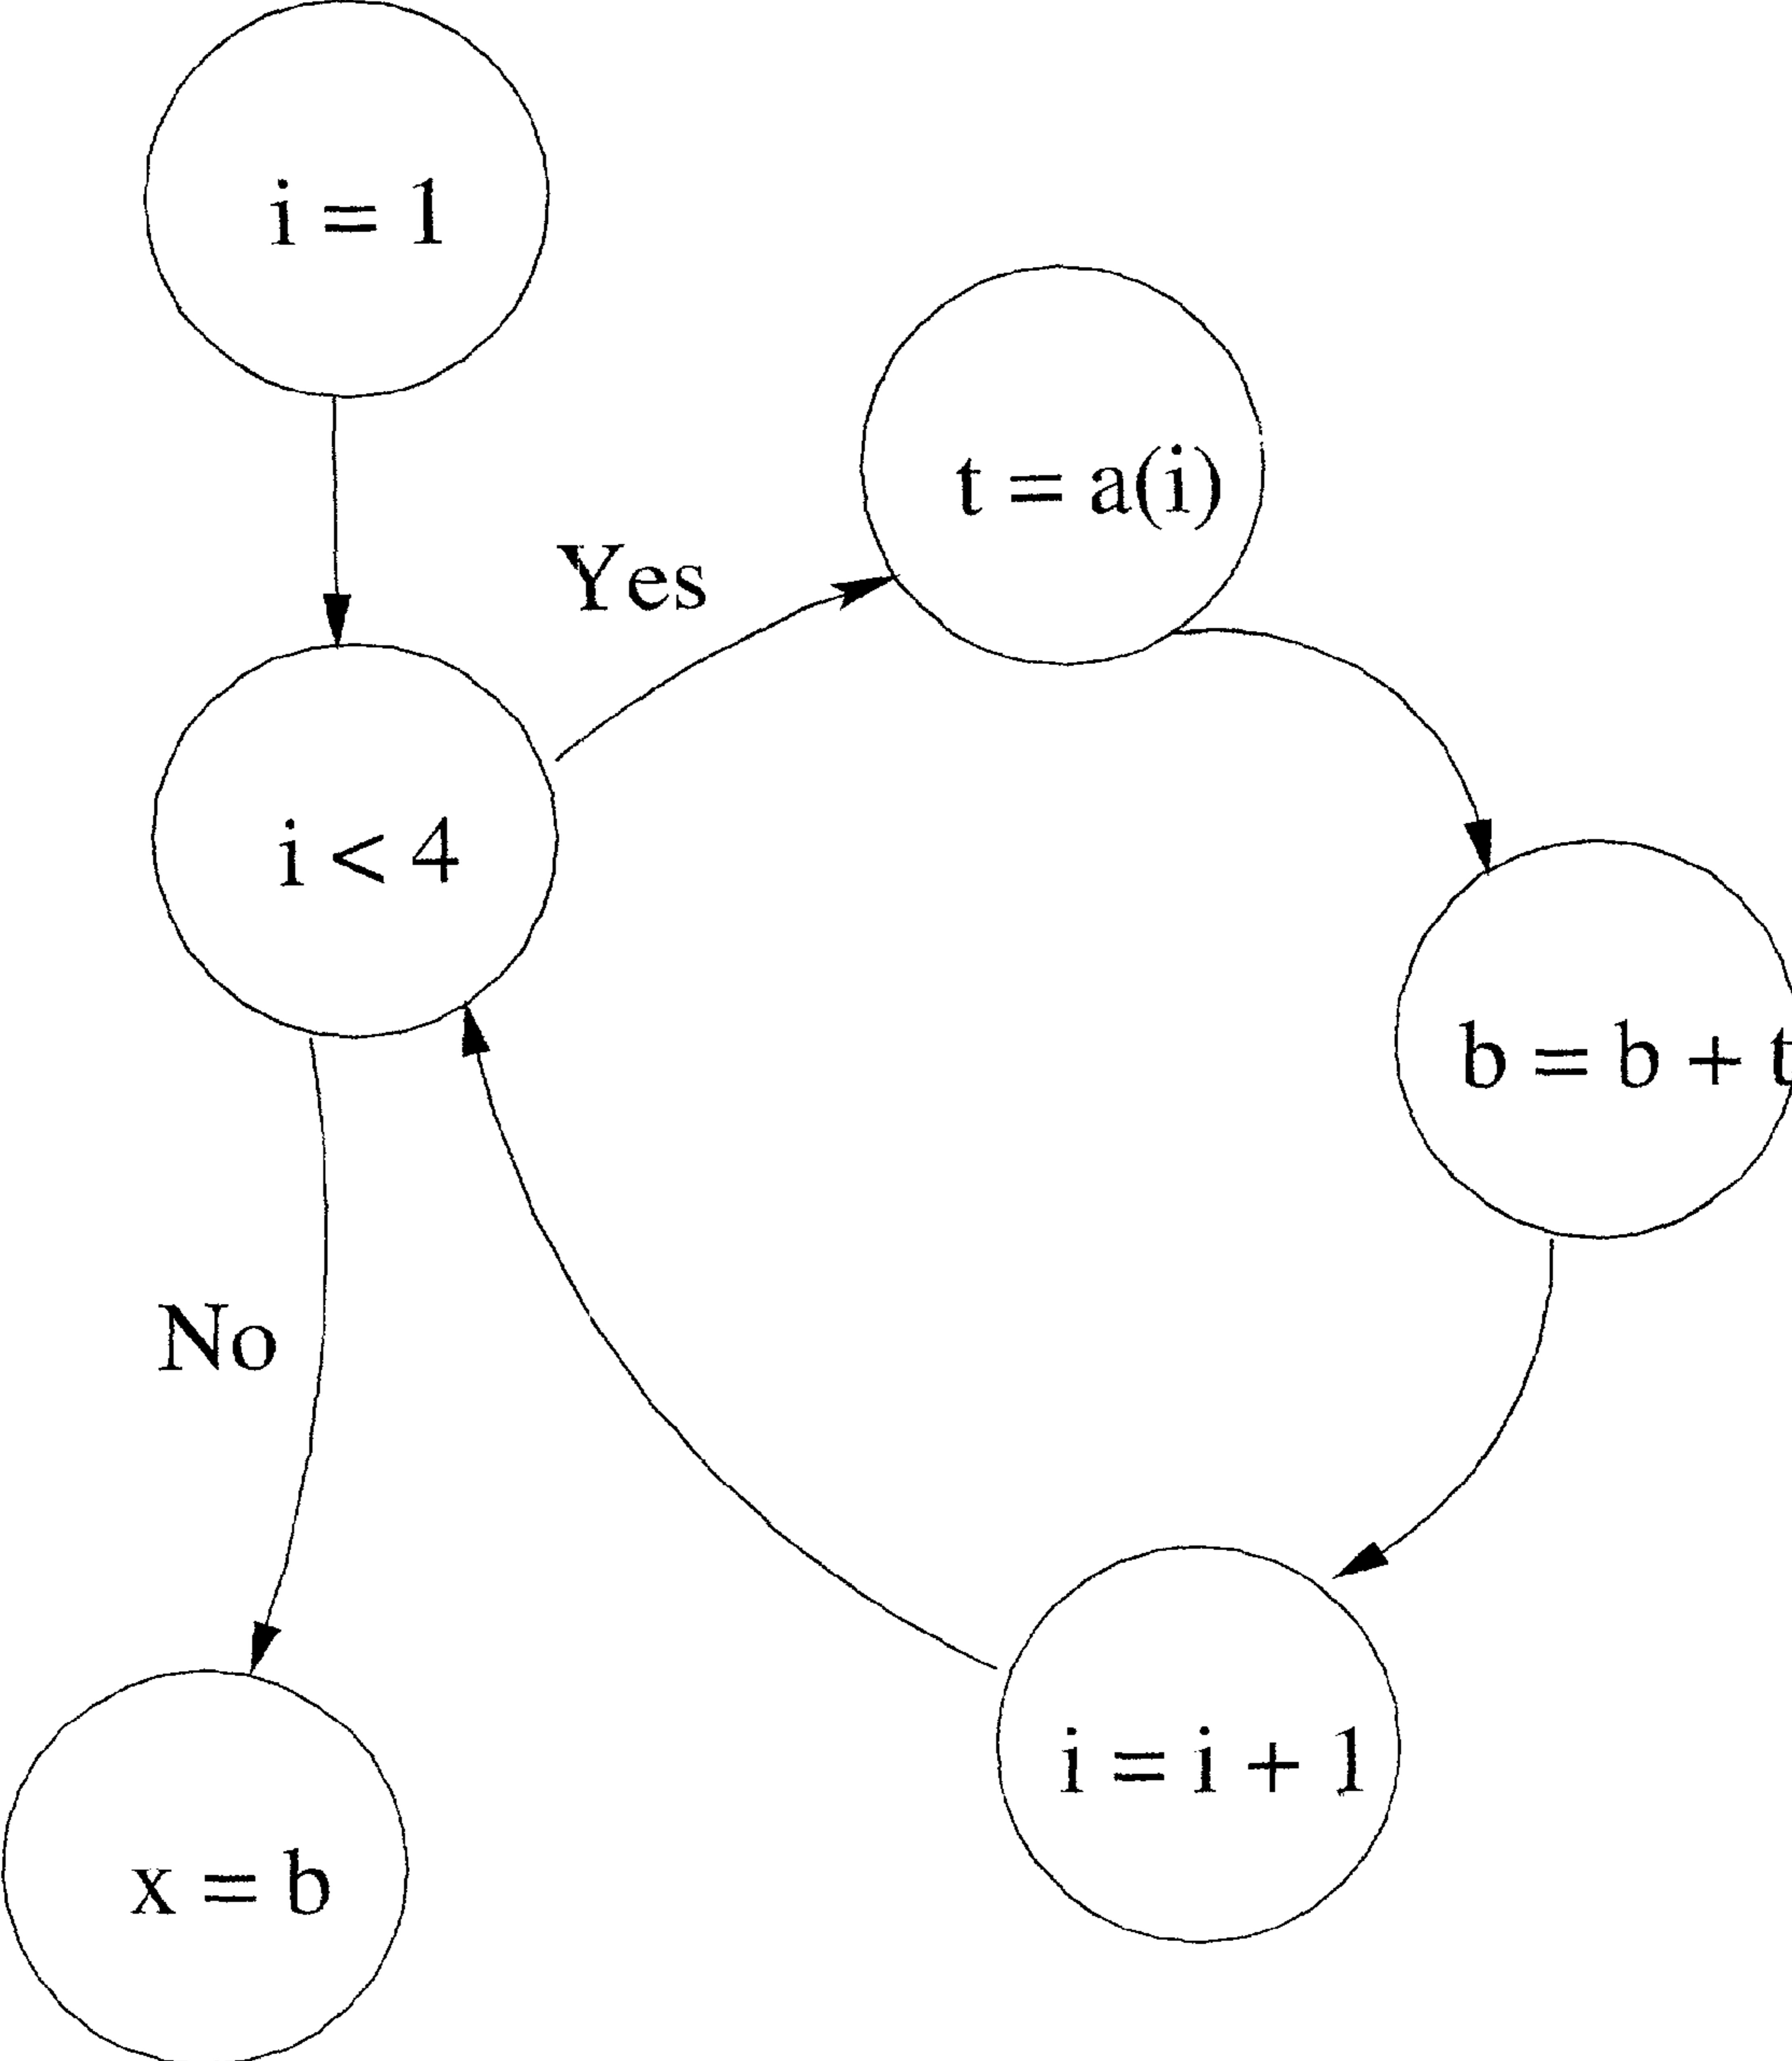 i = 1
t = a(i)
Yes
i < 4
b = b + t
No
i = i + 1
x = b